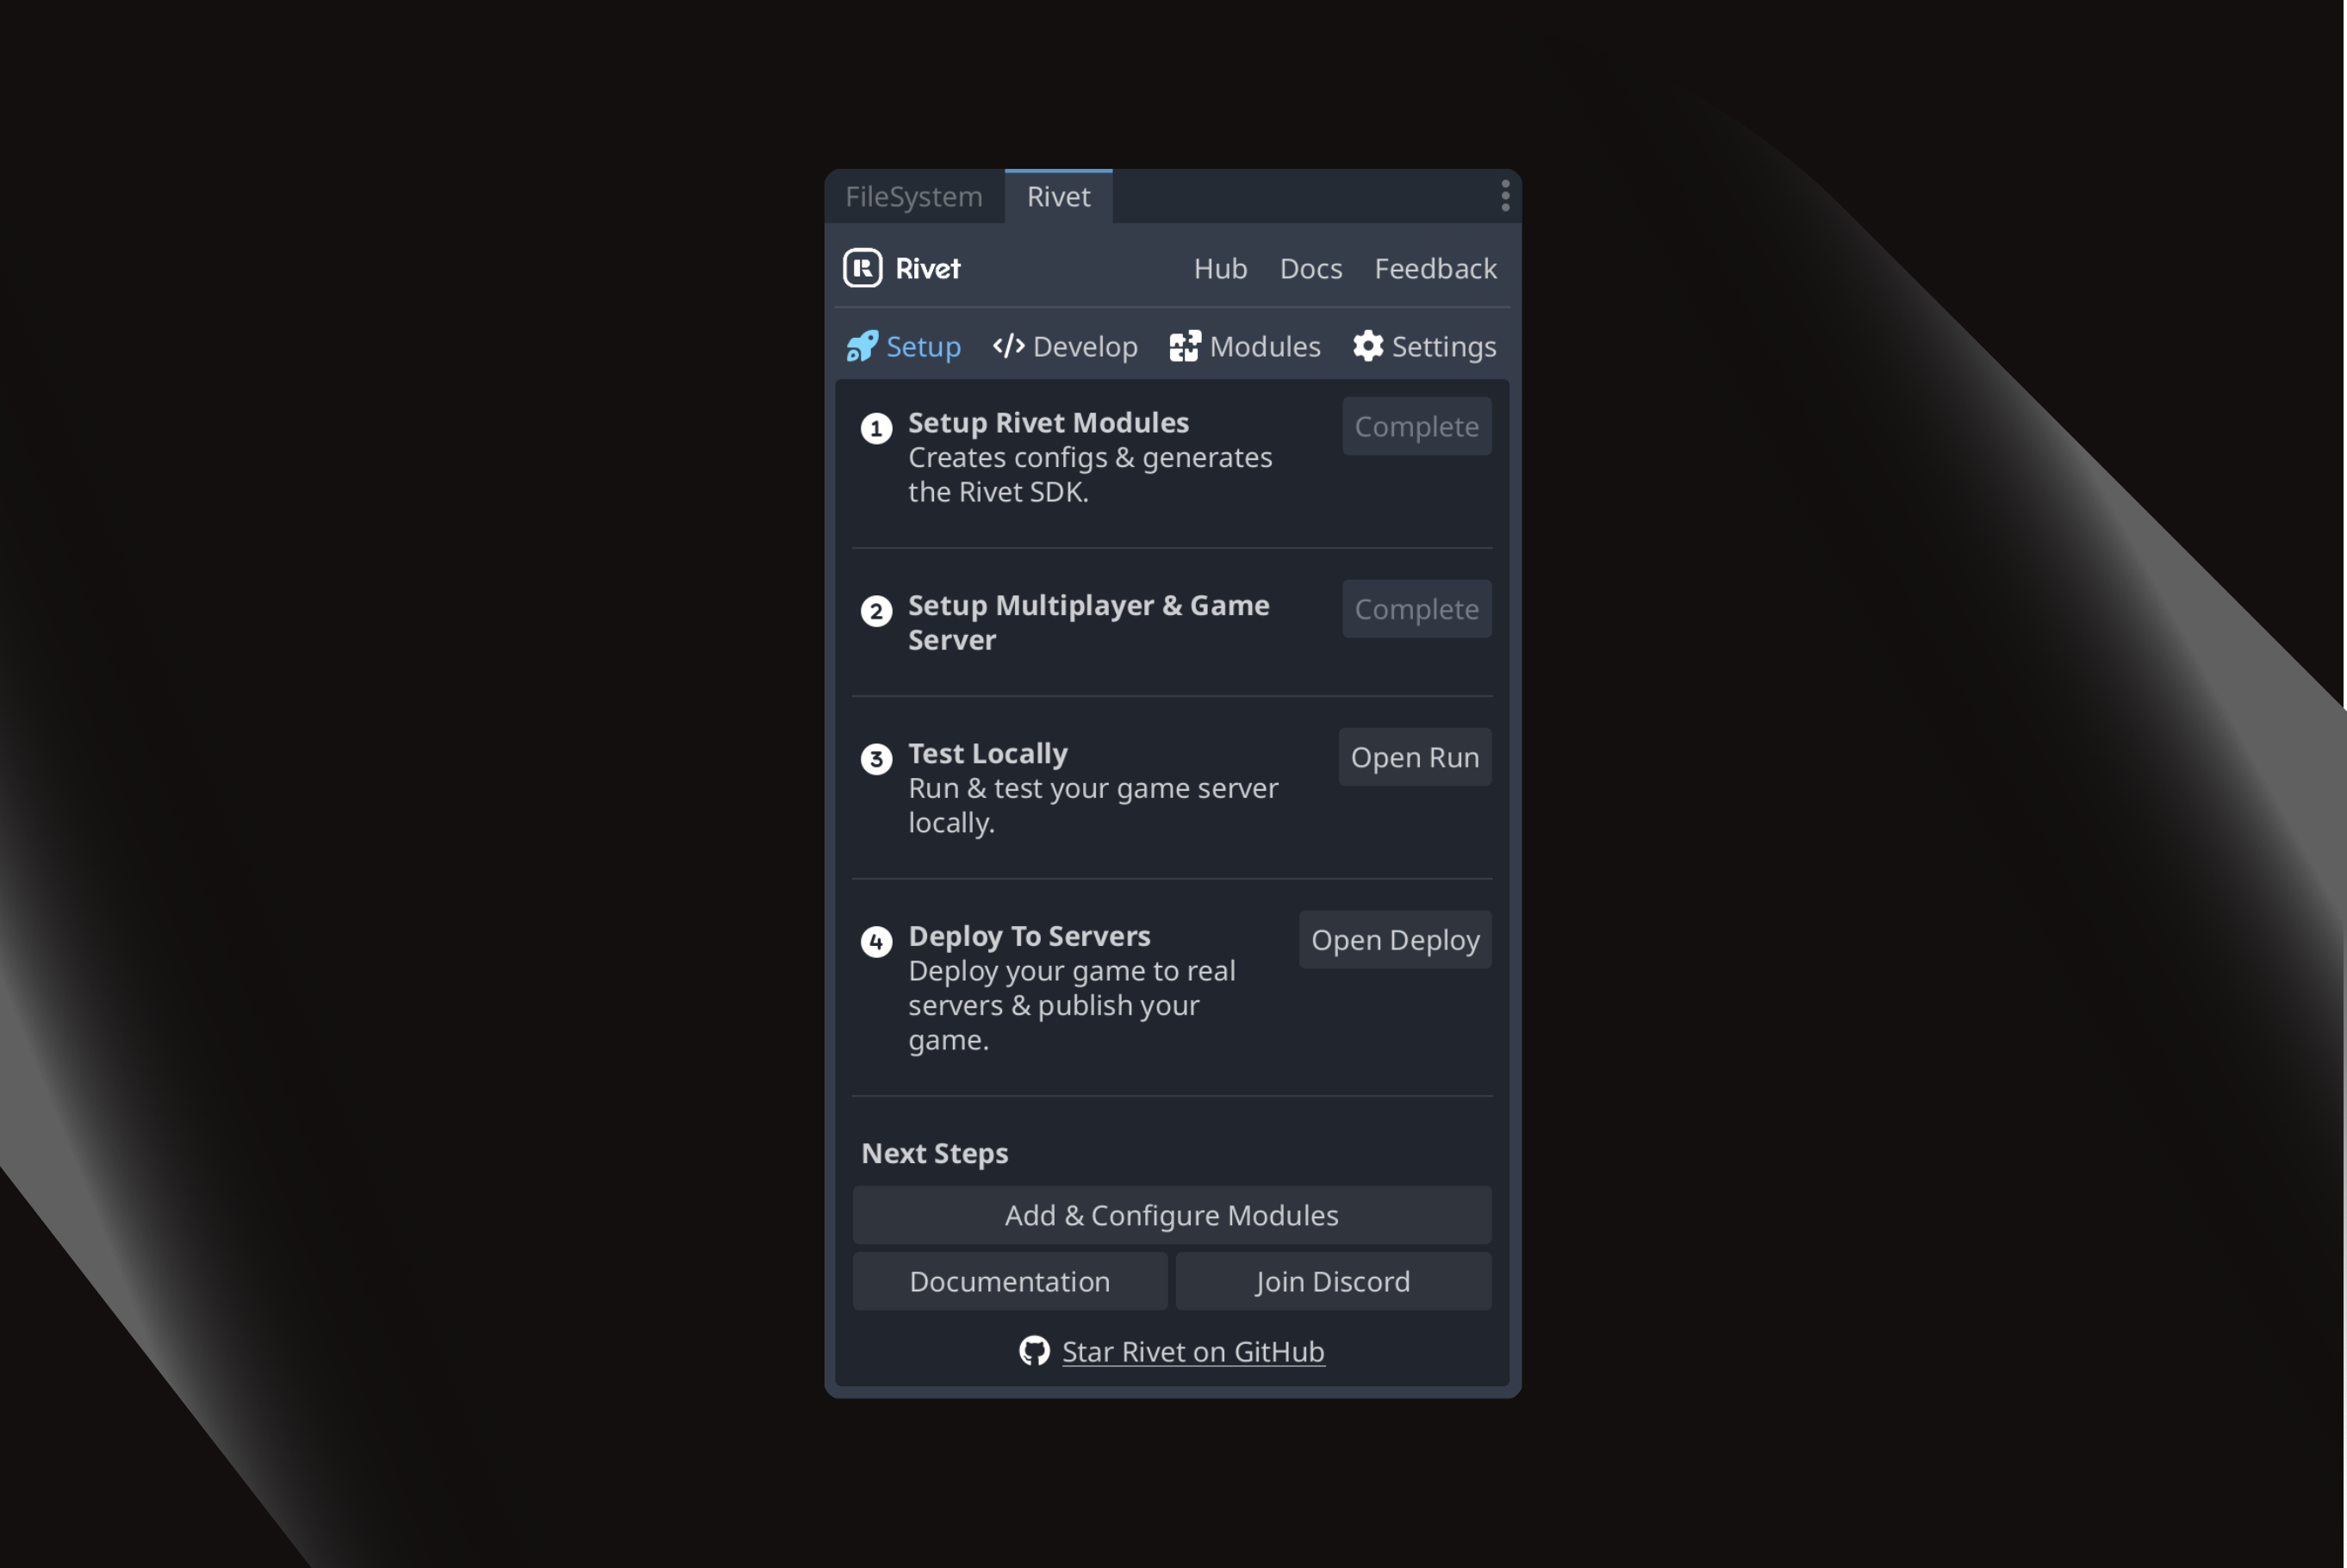 FileSystem Rivet
Rivet Hub Docs Feedback
Setup Develop Modules Settings
1 Setup Rivet Modules Complete
Creates configs & generates
the Rivet SDK.
2 Setup Multiplayer & Game Complete
Server
3 Test Locally Open Run
Run & test your game server
locally.
4 Deploy To Servers Open Deploy
Deploy your game to real
servers & publish your
game.
Next Steps
Add & Configure Modules
Documentation Join Discord
Star Rivet on GitHub